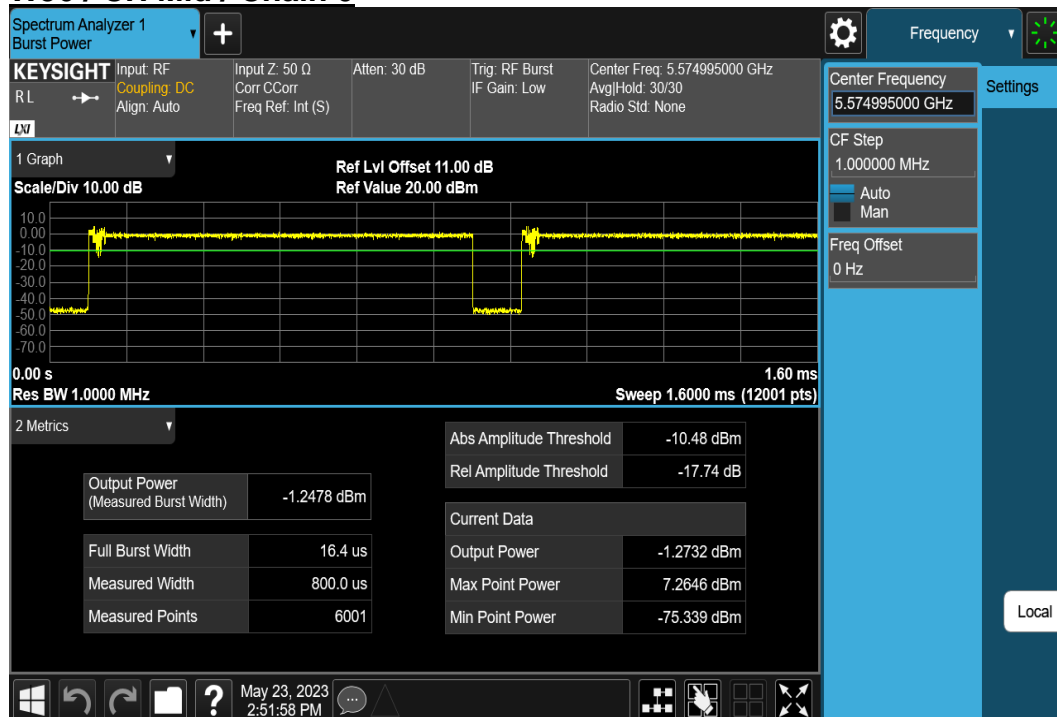 Spectrum Analyzer 1
Burst Power
Frequency
KEYSIGHT
RL
LXI
Input: RF
Coupling: DC
Align: Auto
Input Z: 50 Ω
Corr CCorr
Freq Ref: Int (S)
Atten: 30 dB
Trig: RF Burst
IF Gain: Low
Center Freq: 5.574995000 GHz
Avg|Hold: 30/30
Radio Std: None
Center Frequency
5.574995000 GHz
Settings
CF Step
1.000000 MHz
Auto
Man
Freq Offset
0 Hz
1 Graph
Scale/Div 10.00 dB
Ref Lvl Offset 11.00 dB
Ref Value 20.00 dBm
10.0
0.00
-10.0
-20.0
-30.0
-40.0
-50.0
-60.0
-70.0
0.00 s
1.60 ms
Res BW 1.0000 MHz
Sweep 1.6000 ms (12001 pts)
2 Metrics
Output Power
(Measured Burst Width)
-1.2478 dBm
Full Burst Width 16.4 us
Measured Width 800.0 us
Measured Points 6001
Abs Amplitude Threshold -10.48 dBm
Rel Amplitude Threshold -17.74 dB
Current Data
Output Power -1.2732 dBm
Max Point Power 7.2646 dBm
Min Point Power -75.339 dBm
Local
?
May 23, 2023
2:51:58 PM